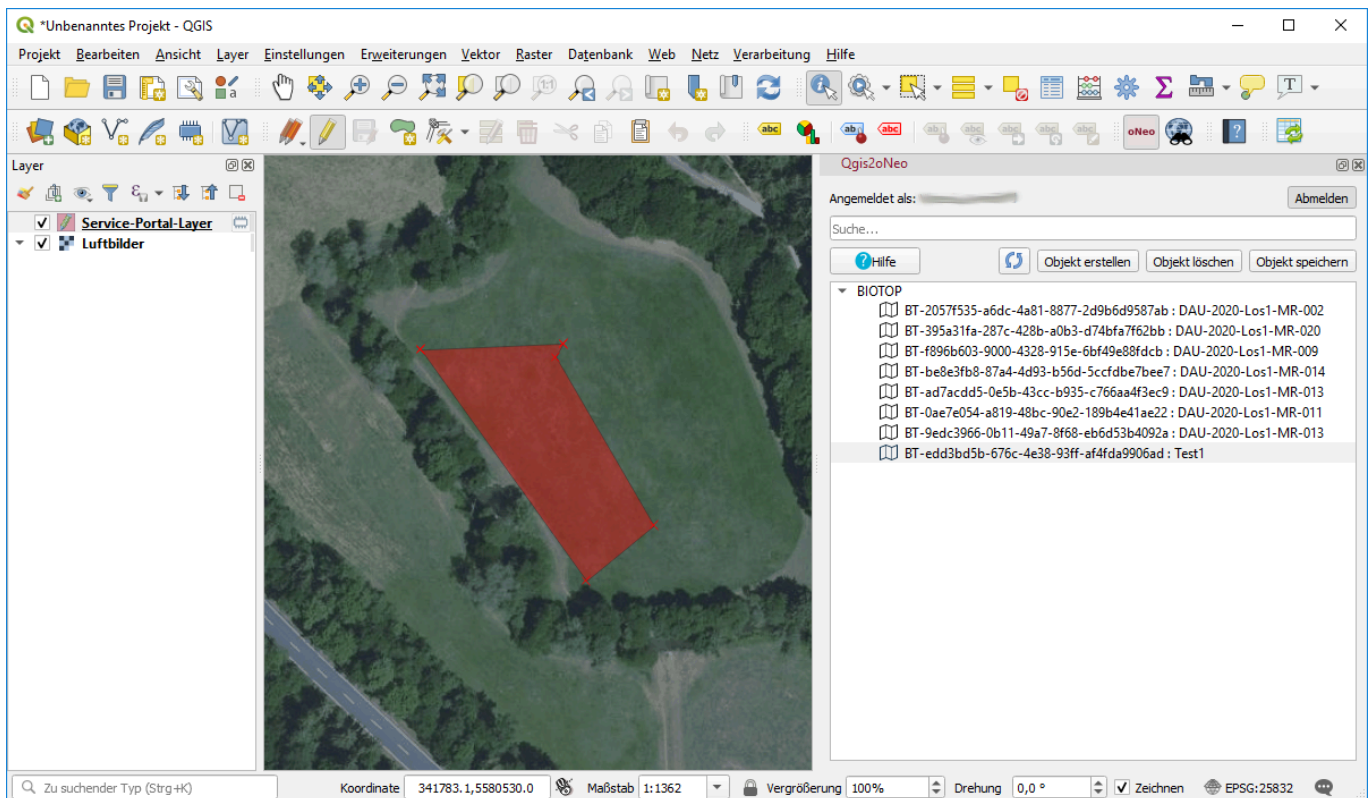 *Unbenanntes Projekt - QGIS
Projekt Bearbeiten Ansicht Layer Einstellungen Erweiterungen Vektor Raster Datenbank Web Netz Verarbeitung Hilfe
Layer
Service-Portal-Layer
Luftbilder
Qgis2oNeo
Angemeldet als:
Abmelden
Suche...
Hilfe
Objekt erstellen
Objekt löschen
Objekt speichern
BIOTOP
BT-2057f535-a6dc-4a81-8877-2d9b6d9587ab : DAU-2020-Los1-MR-002
BT-395a31fa-287c-428b-a0b3-d74bfa7f62bb : DAU-2020-Los1-MR-020
BT-f896b603-9000-4328-915e-6bf49e88fdcb : DAU-2020-Los1-MR-009
BT-be8e3fb8-87a4-4d93-b56d-5ccfdbe7bee7 : DAU-2020-Los1-MR-014
BT-ad7acdd5-0e5b-43cc-b935-c766aa4f3ec9 : DAU-2020-Los1-MR-013
BT-0ae7e054-a819-48bc-90e2-189b4e41ae22 : DAU-2020-Los1-MR-011
BT-9edc3966-0b11-49a7-8f68-eb6d53b4092a : DAU-2020-Los1-MR-013
BT-edd3bd5b-676c-4e38-93ff-af4fda9906ad : Test1
Zu suchender Typ (Strg+K)
Koordinate 341783.1,5580530.0
Maßstab 1:1362
Vergrößerung 100%
Drehung 0,0 °
Zeichnen
EPSG:25832